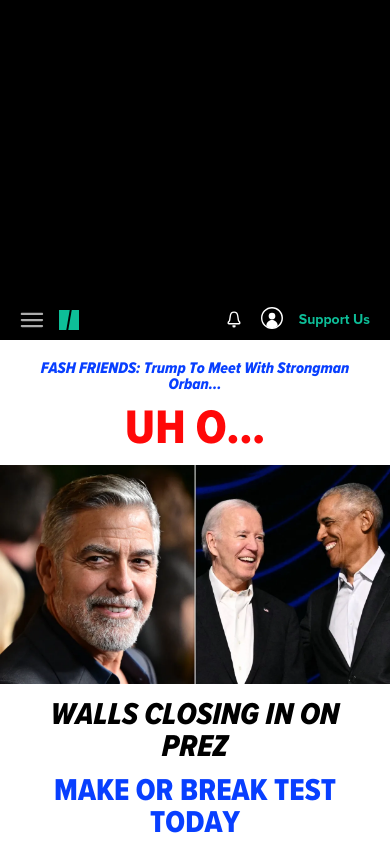 Support Us
FASH FRIENDS: Trump To Meet With Strongman
Orban...
UH O...
WALLS CLOSING IN ON
PREZ
MAKE OR BREAK TEST
TODAY